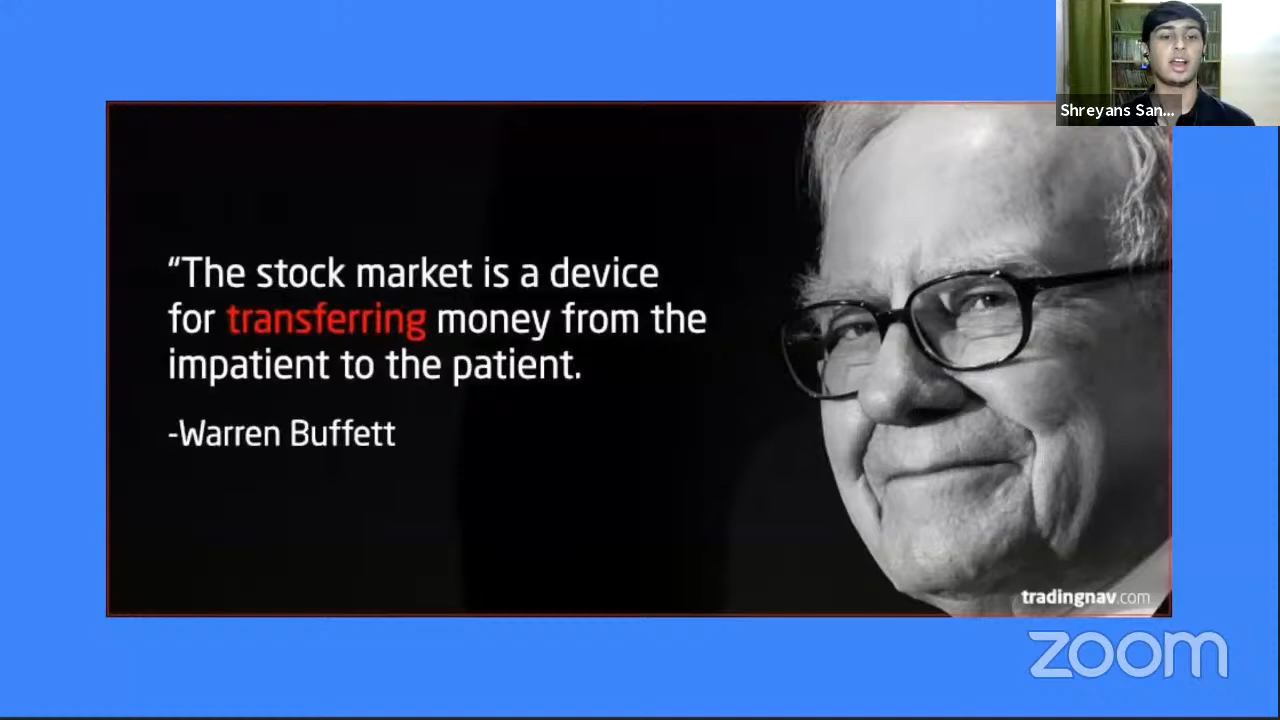 Shreyans San...
“The stock market is a device
for transferring money from the
impatient to the patient.
-Warren Buffett
tradingnav.com
zoom